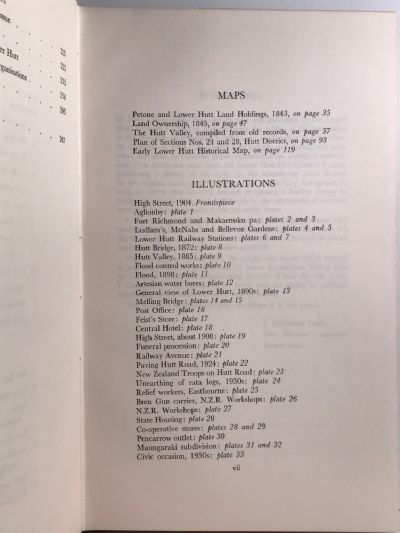 ame
235
er Hutt
235
rganisations
MAPS
Petone and Lower Hutt Land Holdings, 1843, on page 35
Land Ownership, 1845, on page 47
The Hutt Valley, compiled from old records, on page 57
Plan of Sections Nos. 24 and 28, Hutt District, on page 93
Early Lower Hutt Historical Map, on page 119
ILLUSTRATIONS
High Street, 1904. Frontispiece
Aglionby: plate 1
Fort Richmond and Makaenuku pa: plates 2 and 3
Ludlam's, McNabs and Bellevue Gardens: plates 4 and 5
Lower Hutt Railway Stations: plates 6 and 7
Hutt Bridge, 1872: plate 8
Hutt Valley, 1885: plate 9
Flood control works: plate 10
Flood, 1898: plate 11
Artesian water bores: plate 12
General view of Lower Hutt, 1890s: plate 13
Melling Bridge: plates 14 and 15
Post Office: plate 16
Feist's Store: plate 17
Central Hotel: plate 18
High Street, about 1908: plate 19
Funeral procession: plate 20
Railway Avenue: plate 21
Paving Hutt Road, 1924: plate 22
New Zealand Troops on Hutt Road: plate 23
Unearthing of rata logs, 1930s: plate 24
Relief workers, Eastbourne: plate 25
Bren Gun carrier, N.Z.R. Workshops: plate 26
N.Z.R. Workshops: plate 27
State Housing: plate 28
Co-operative stores: plates 28 and 29
Pencarrow outlet: plate 30
Maungaraki subdivision: plates 31 and 32
Civic occasion, 1950s: plate 33
vii